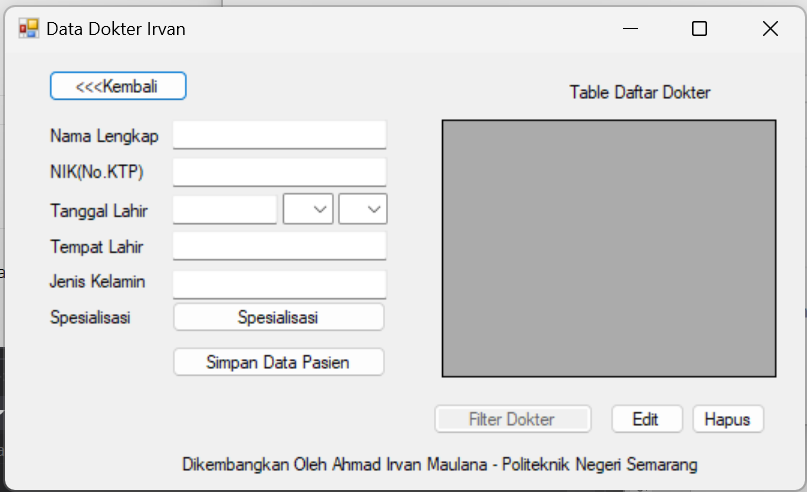 Data Dokter Irvan
<<<Kembali
Table Daftar Dokter
Nama Lengkap
NIK(No.KTP)
Tanggal Lahir
Tempat Lahir
Jenis Kelamin
Spesialisasi Spesialisasi
Simpan Data Pasien
Filter Dokter Edit Hapus
Dikembangkan Oleh Ahmad Irvan Maulana - Politeknik Negeri Semarang